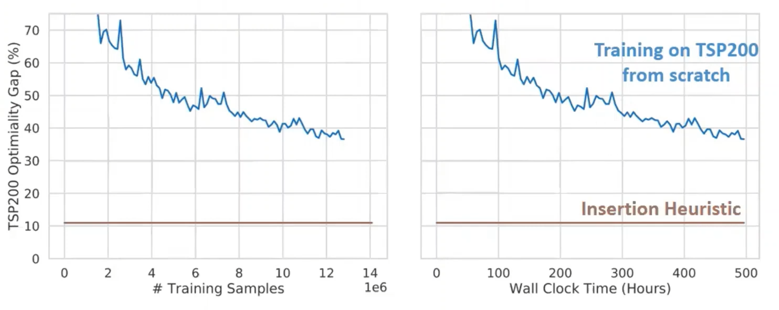 TSP200 Optimiality Gap (%)
70
60
50
40
30
20
10
0
0 2 4 6 8 10 12 14
# Training Samples
1e6
Training on TSP200
from scratch
Insertion Heuristic
0 100 200 300 400 500
Wall Clock Time (Hours)